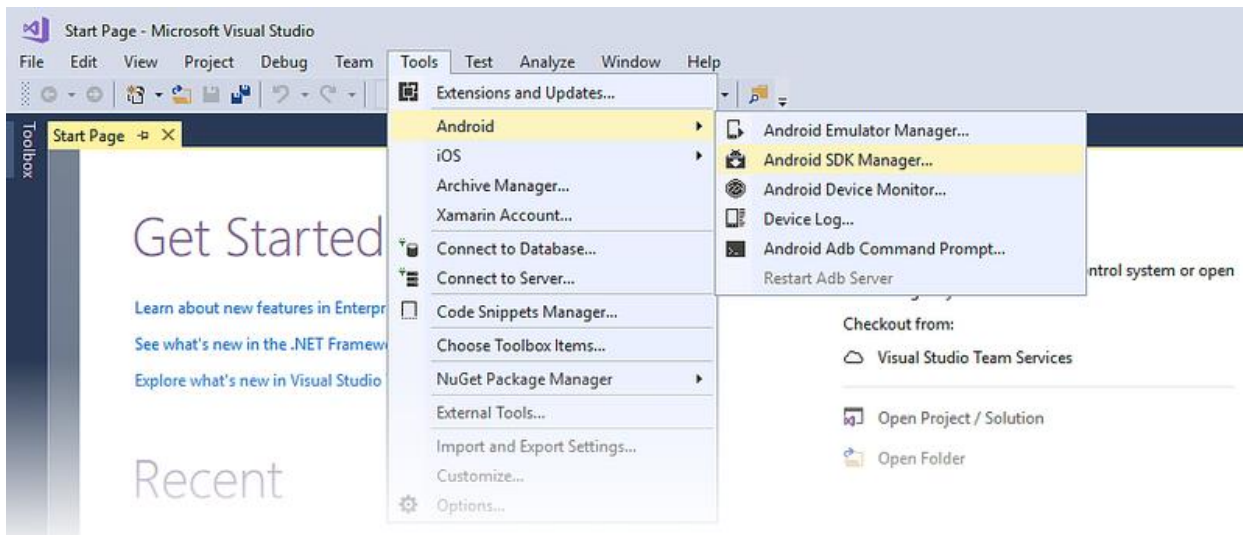 Start Page - Microsoft Visual Studio
File Edit View Project Debug Team Tools Test Analyze Window Help
Toolbox
Start Page
Extensions and Updates...
Android
iOS
Archive Manager...
Xamarin Account...
Connect to Database...
Connect to Server...
Code Snippets Manager...
Choose Toolbox Items...
NuGet Package Manager
External Tools...
Import and Export Settings...
Customize...
Options...
Android Emulator Manager...
Android SDK Manager...
Android Device Monitor...
Device Log...
Android Adb Command Prompt...
Restart Adb Server
Get Started
Learn about new features in Enterpr
See what's new in the .NET Framew
Explore what's new in Visual Studio
Recent
ntrol system or open
Checkout from:
Visual Studio Team Services
Open Project / Solution
Open Folder